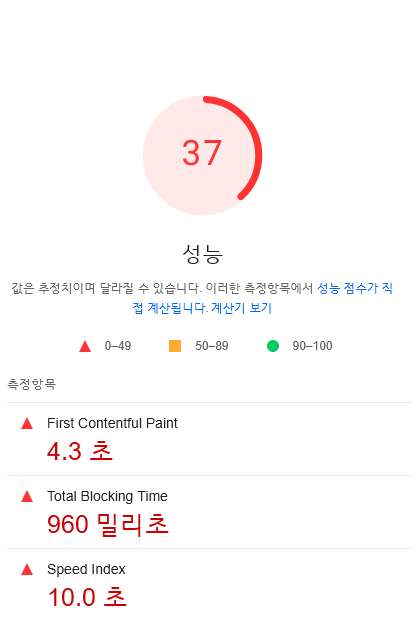 37
성능
값은 추정치이며 달라질 수 있습니다. 이러한 측정항목에서 성능 점수가 직
접 계산됩니다. 계산기 보기
0–49 50–89 90–100
측정항목
First Contentful Paint
4.3 초
Total Blocking Time
960 밀리초
Speed Index
10.0 초